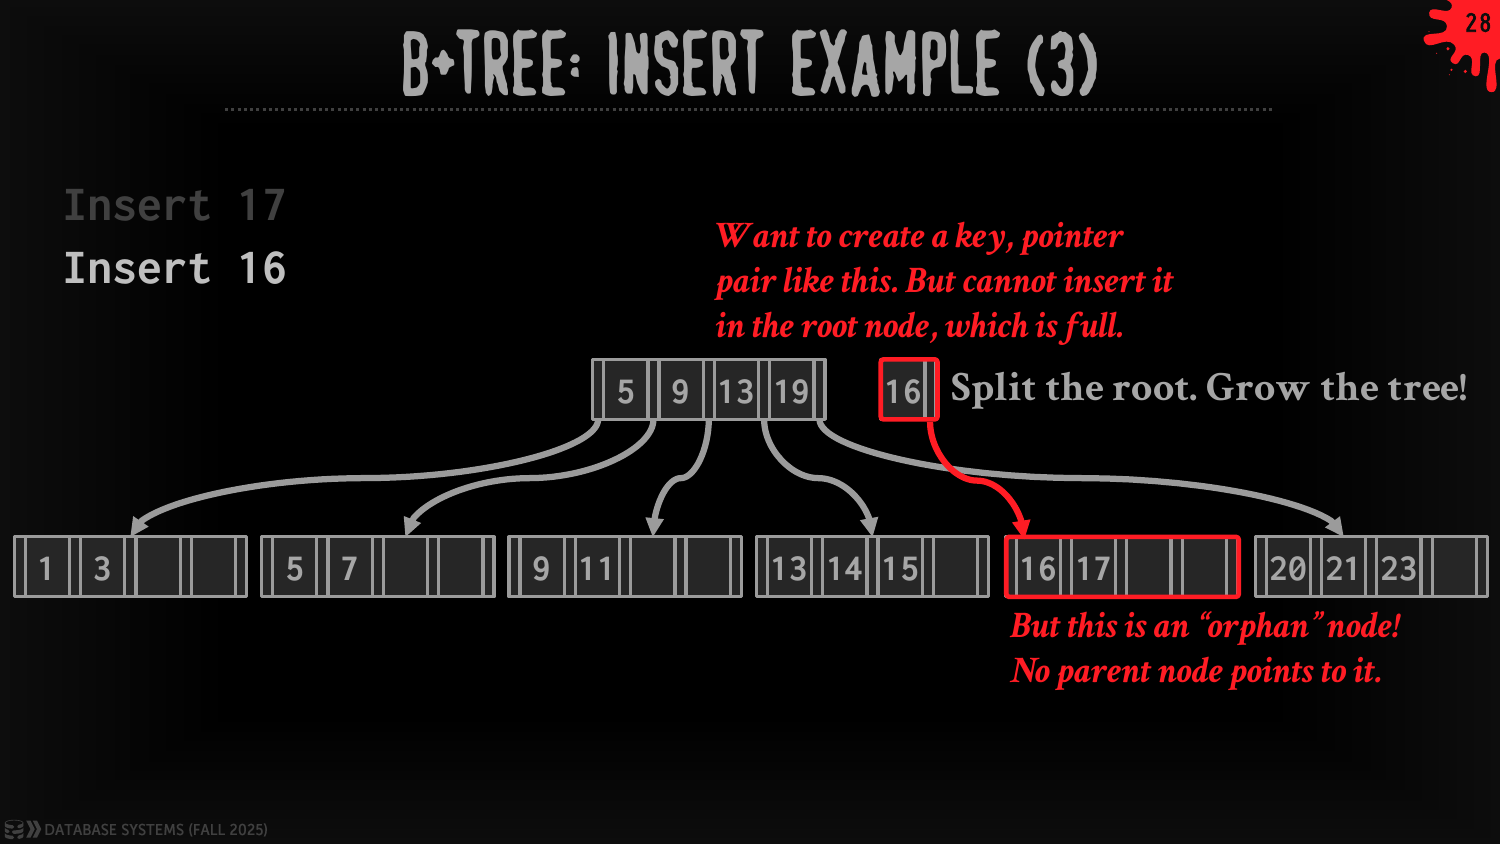 28
B+TREE: INSERT EXAMPLE (3)
Insert 17
Insert 16
Want to create a key, pointer
pair like this. But cannot insert it
in the root node, which is full.
5 9 13 19
16
Split the root. Grow the tree!
1 3
5 7
9 11
13 14 15
16 17
20 21 23
But this is an “orphan” node!
No parent node points to it.
DATABASE SYSTEMS (FALL 2025)